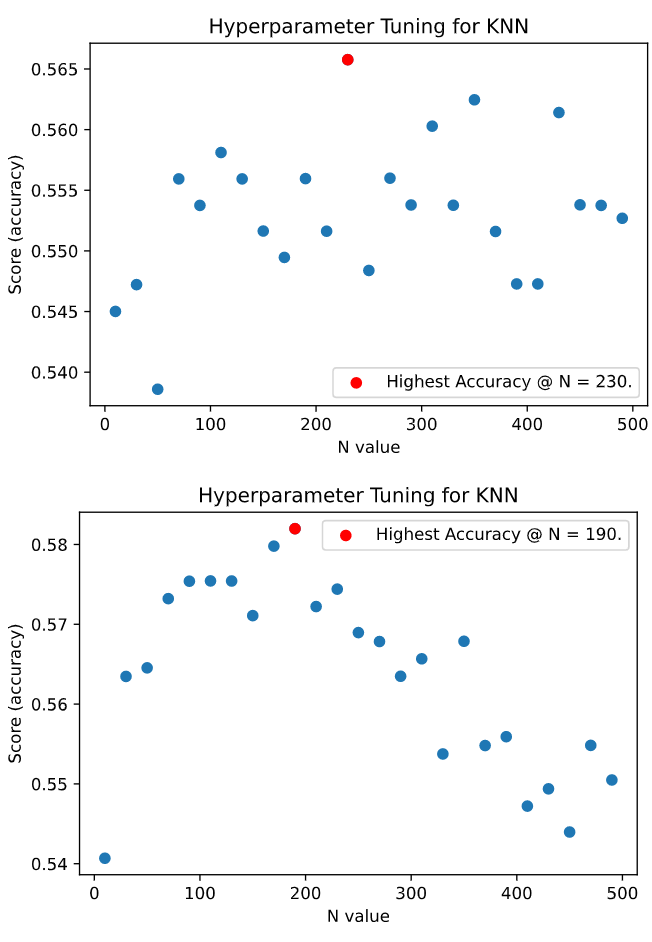 Hyperparameter Tuning for KNN
0.565
0.560
0.555
0.550
0.545
0.540
Score (accuracy)
Highest Accuracy @ N = 230.
0 100 200 300 400 500
N value
Hyperparameter Tuning for KNN
Highest Accuracy @ N = 190.
0.58
0.57
0.56
0.55
0.54
Score (accuracy)
0 100 200 300 400 500
N value